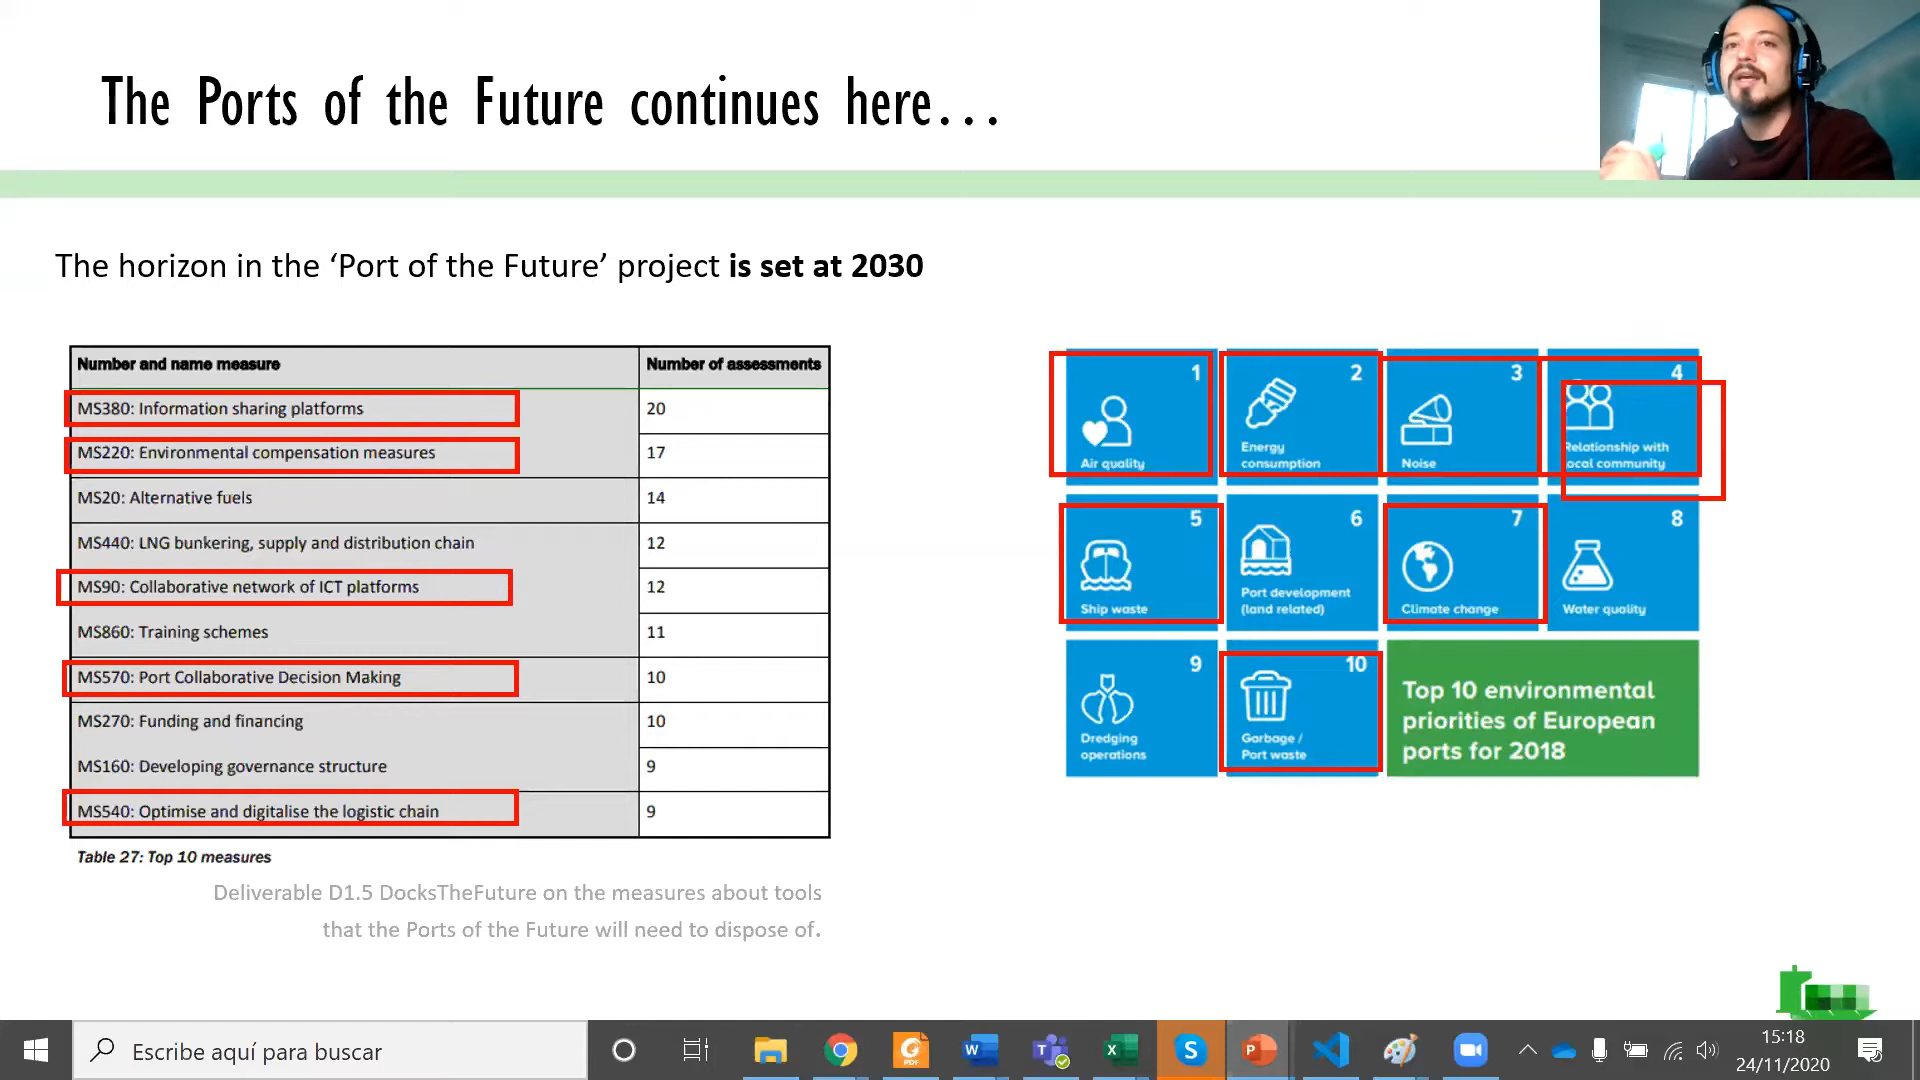 The Ports of the Future continues here...
The horizon in the ‘Port of the Future’ project is set at 2030
Number and name measure Number of assessments
MS380: Information sharing platforms 20
MS220: Environmental compensation measures 17
MS20: Alternative fuels 14
MS440: LNG bunkering, supply and distribution chain 12
MS90: Collaborative network of ICT platforms 12
MS860: Training schemes 11
MS570: Port Collaborative Decision Making 10
MS270: Funding and financing 10
MS160: Developing governance structure 9
MS540: Optimise and digitalise the logistic chain 9
Table 27: Top 10 measures
Deliverable D1.5 DocksTheFuture on the measures about tools
that the Ports of the Future will need to dispose of.
1
Air quality
2
Energy
consumption
3
Noise
4
Relationship with
local community
5
Ship waste
6
Port development
(land related)
7
Climate change
8
Water quality
9
Dredging
operations
10
Garbage /
Port waste
Top 10 environmental
priorities of European
ports for 2018
Escribe aquí para buscar
15:18
24/11/2020